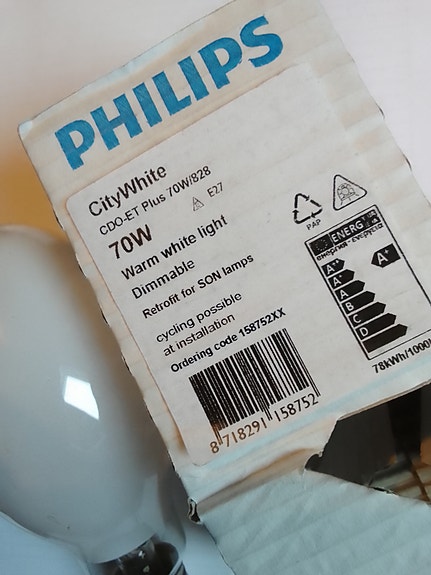 PHILIPS
CityWhite
CDO-ET Plus 70W/828
E27
70W
Warm white light
Dimmable
Retrofit for SON lamps
cycling possible
at installation
Ordering code 158752XX
8 718291 158752
PAP
ENERG
A++
A+
A
B
C
D
A+
78kWh/1000